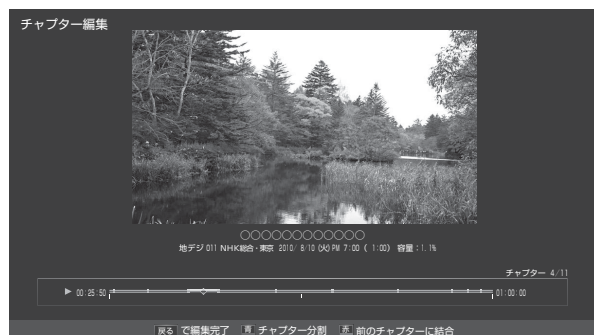 チャプター編集
○○○○○○○○○○○○
地デジ 011 NHK総合・東京 2010/ 8/10 (火) PM 7:00 ( 1:00) 容量:1.1%
チャプター 4/11
▶ 00:25:50 01:00:00
戻る で編集完了 青 チャプター分割 赤 前のチャプターに結合